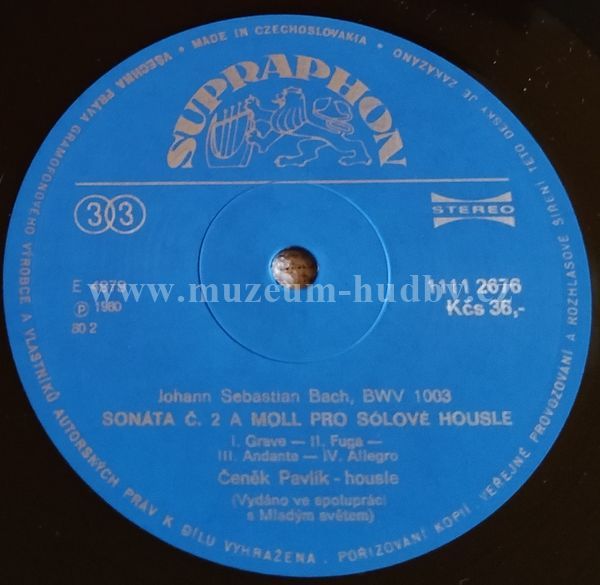 VŠECHNA PRÁVA GRAMOFONOVÉHO VÝROBCE A VLASTNÍKŮ AUTORSKÝCH PRÁV K DÍLU VYHRAŽENA. POŘIZOVÁNÍ KOPIÍ, VEŘEJNÉ PROVOZOVÁNÍ A ROZHLASOVÉ ŠÍŘENÍ TÉTO DESKY JE ZAKÁZÁNO
• MADE IN CZECHOSLOVAKIA •
SUPRAPHON
33
STEREO
E 4979 1111 2676
℗ 1980 Kčs 36,-
80 2
www.muzeum-hudby.cz
Johann Sebastian Bach, BWV 1003
SONÁTA Č. 2 A MOLL PRO SÓLOVÉ HOUSLE
I. Grave — II. Fuga —
III. Andante — IV. Allegro
Čeněk Pavlík - housle
(Vydáno ve spolupráci
s Mladým světem)